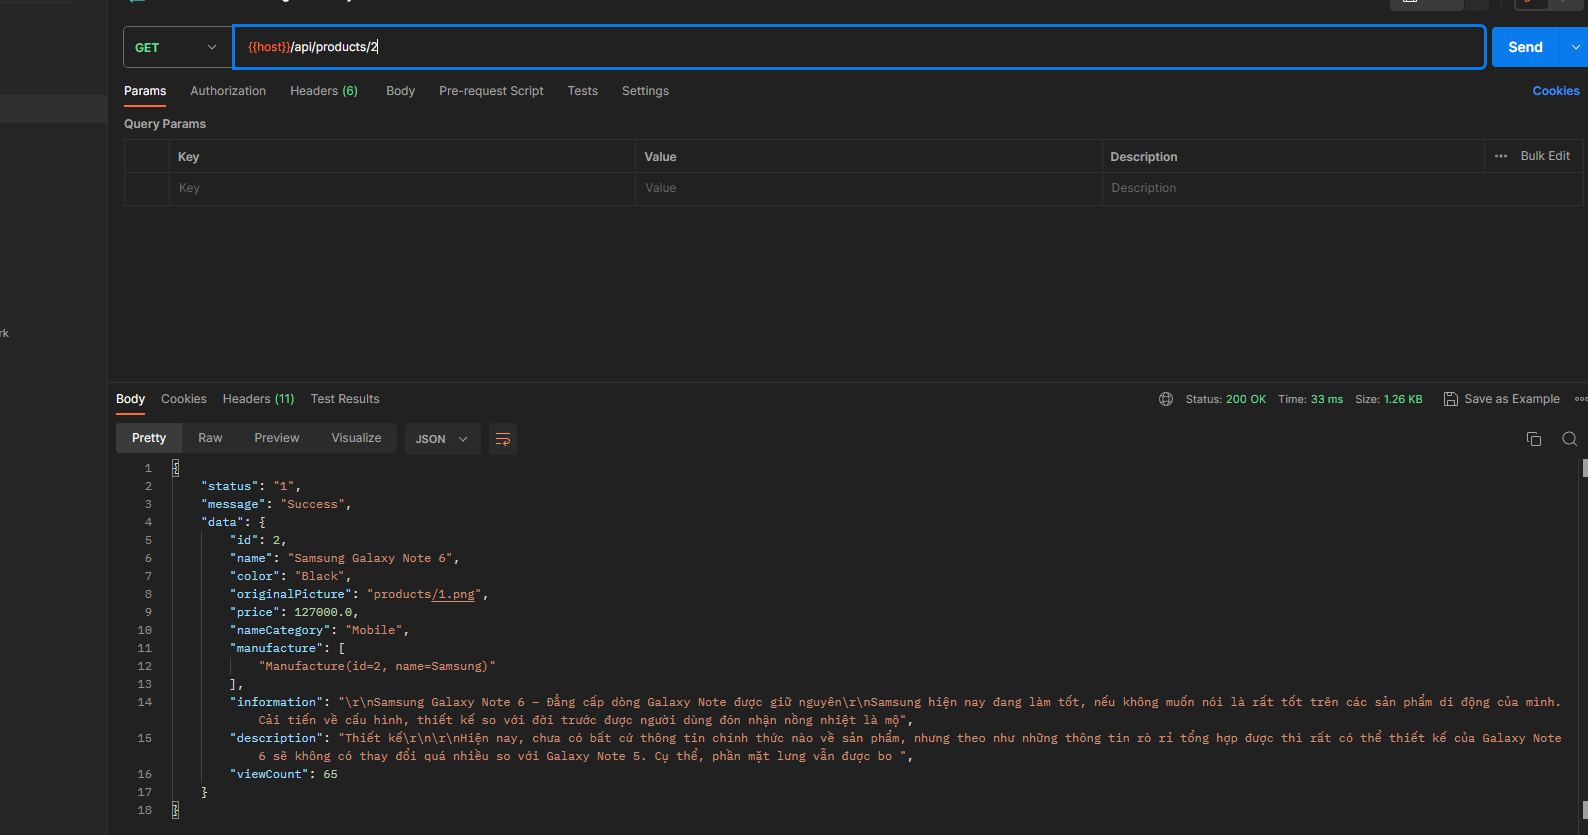 GET {{host}}/api/products/2 Send
Params Authorization Headers (6) Body Pre-request Script Tests Settings Cookies
Query Params
Key Value Description Bulk Edit
Key Value Description
rk
Body Cookies Headers (11) Test Results Status: 200 OK Time: 33 ms Size: 1.26 KB Save as Example
Pretty Raw Preview Visualize JSON
1 {
2 "status": "1",
3 "message": "Success",
4 "data": {
5 "id": 2,
6 "name": "Samsung Galaxy Note 6",
7 "color": "Black",
8 "originalPicture": "products/1.png",
9 "price": 127000.0,
10 "nameCategory": "Mobile",
11 "manufacture": [
12 "Manufacture(id=2, name=Samsung)"
13 ],
14 "information": "\r\nSamsung Galaxy Note 6 – Đẳng cấp dòng Galaxy Note được giữ nguyên\r\nSamsung hiện nay đang làm tốt, nếu không muốn nói là rất tốt trên các sản phẩm di động của mình.
Cải tiến về cấu hình, thiết kế so với đời trước được người dùng đón nhận nồng nhiệt là mộ",
15 "description": "Thiết kế\r\n\r\nHiện nay, chưa có bất cứ thông tin chính thức nào về sản phẩm, nhưng theo như những thông tin rò rỉ tổng hợp được thì rất có thể thiết kế của Galaxy Note
6 sẽ không có thay đổi quá nhiều so với Galaxy Note 5. Cụ thể, phần mặt lưng vẫn được bo ",
16 "viewCount": 65
17 }
18 }